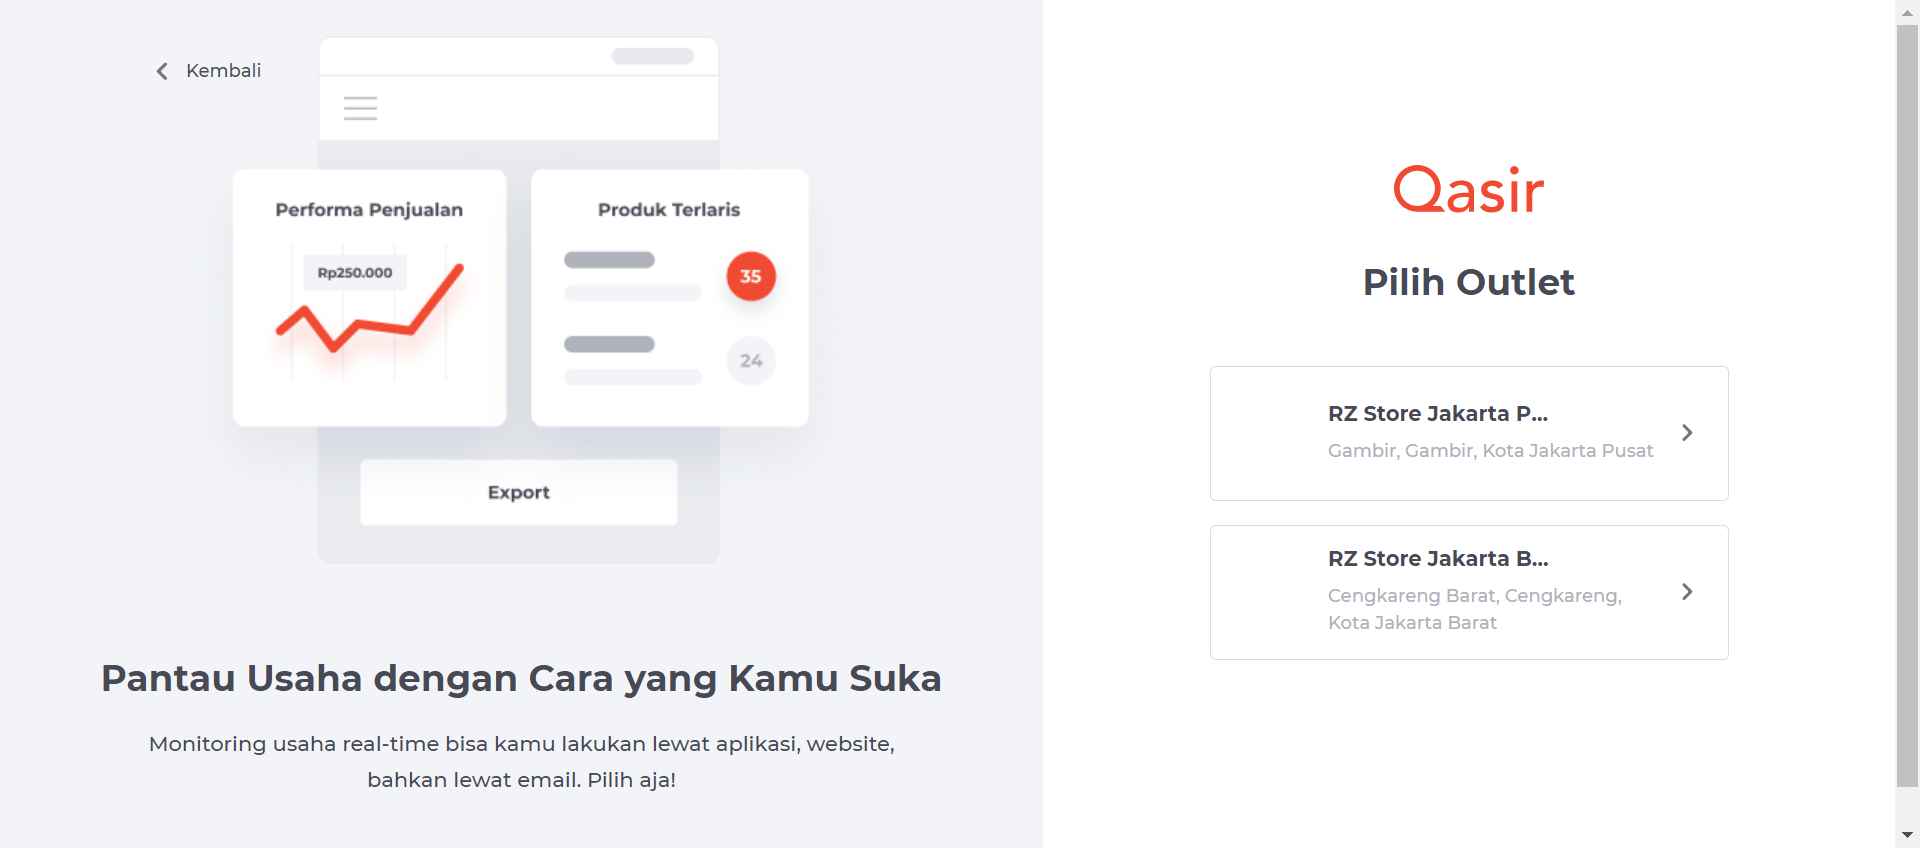 Kembali
Performa Penjualan
Rp250.000
Produk Terlaris
35
24
Export
Pantau Usaha dengan Cara yang Kamu Suka
Monitoring usaha real-time bisa kamu lakukan lewat aplikasi, website,
bahkan lewat email. Pilih aja!
Qasir
Pilih Outlet
RZ Store Jakarta P...
Gambir, Gambir, Kota Jakarta Pusat
RZ Store Jakarta B...
Cengkareng Barat, Cengkareng,
Kota Jakarta Barat